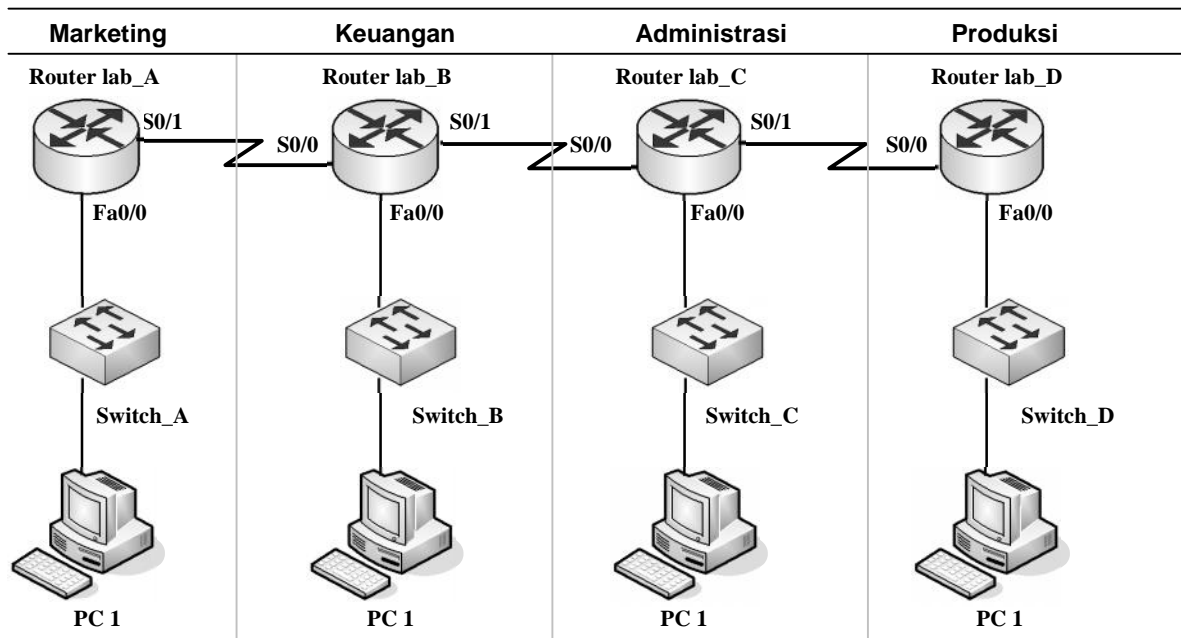 Marketing Keuangan Administrasi Produksi
Router lab_A Router lab_B Router lab_C Router lab_D
S0/1 S0/0 S0/1 S0/0 S0/1 S0/0
Fa0/0 Fa0/0 Fa0/0 Fa0/0
Switch_A Switch_B Switch_C Switch_D
PC 1 PC 1 PC 1 PC 1